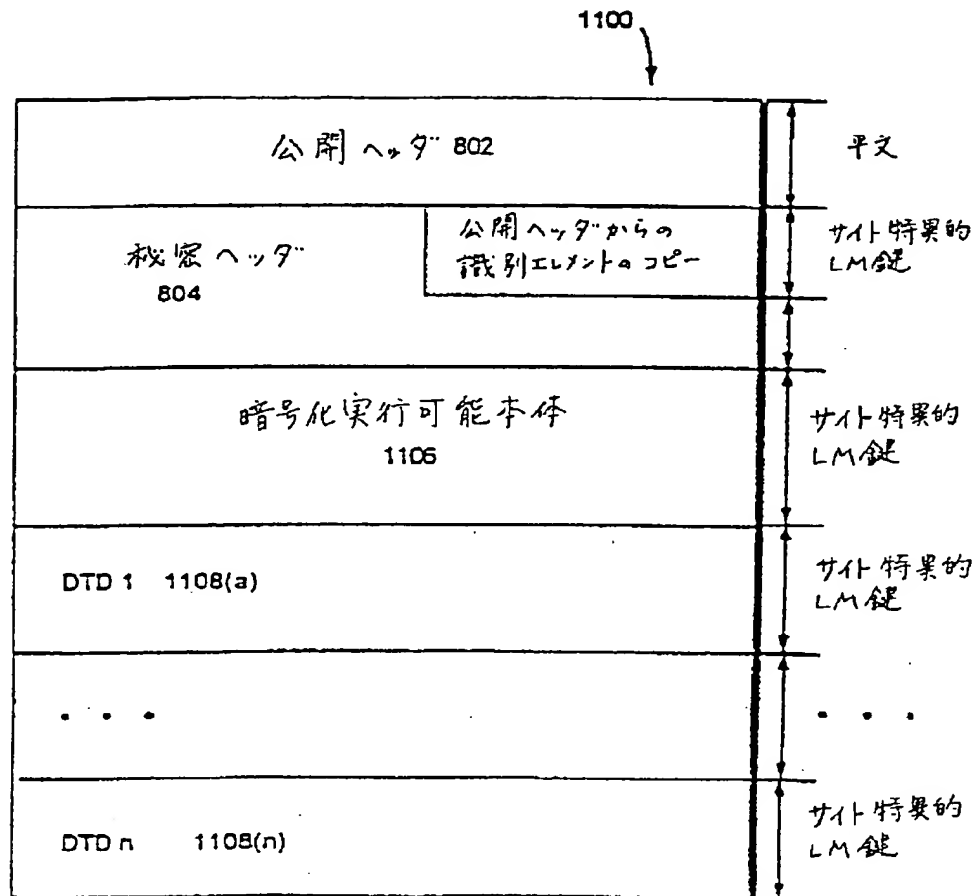 1100
公開ヘッダ 802
平文
秘密ヘッダ
804
公開ヘッダからの
識別エレメントのコピー
サイト特異的
LM鍵
暗号化実行可能本体
1106
サイト特異的
LM鍵
DTD 1 1108(a)
サイト特異的
LM鍵
• • •
• • •
DTD n 1108(n)
サイト特異的
LM鍵